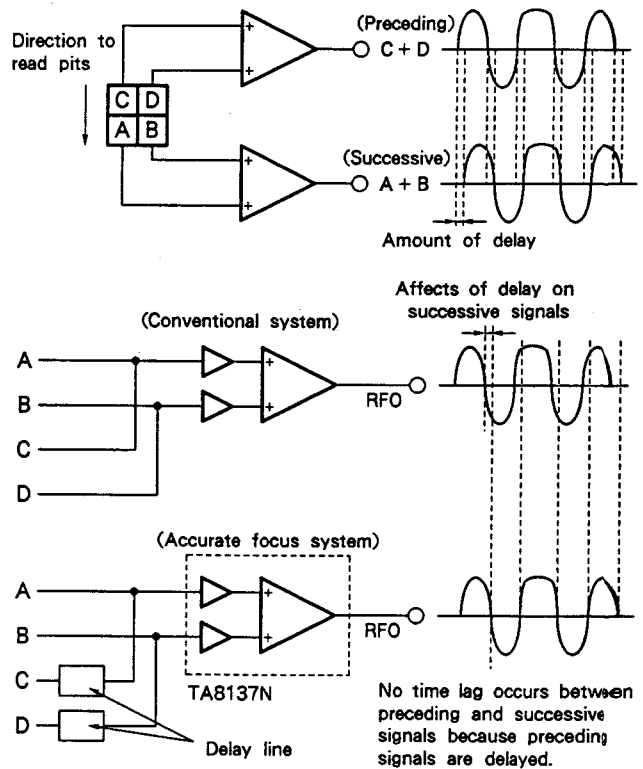 Direction to
read pits
C D
A B
+
+
(Preceding)
C + D
+
+
(Successive)
A + B
Amount of delay
Affects of delay on
successive signals
(Conventional system)
A
B
C
D
+
+
RFO
(Accurate focus system)
A
B
C
D
+
+
RFO
TA8137N
Delay line
No time lag occurs between
preceding and successive
signals because preceding
signals are delayed.